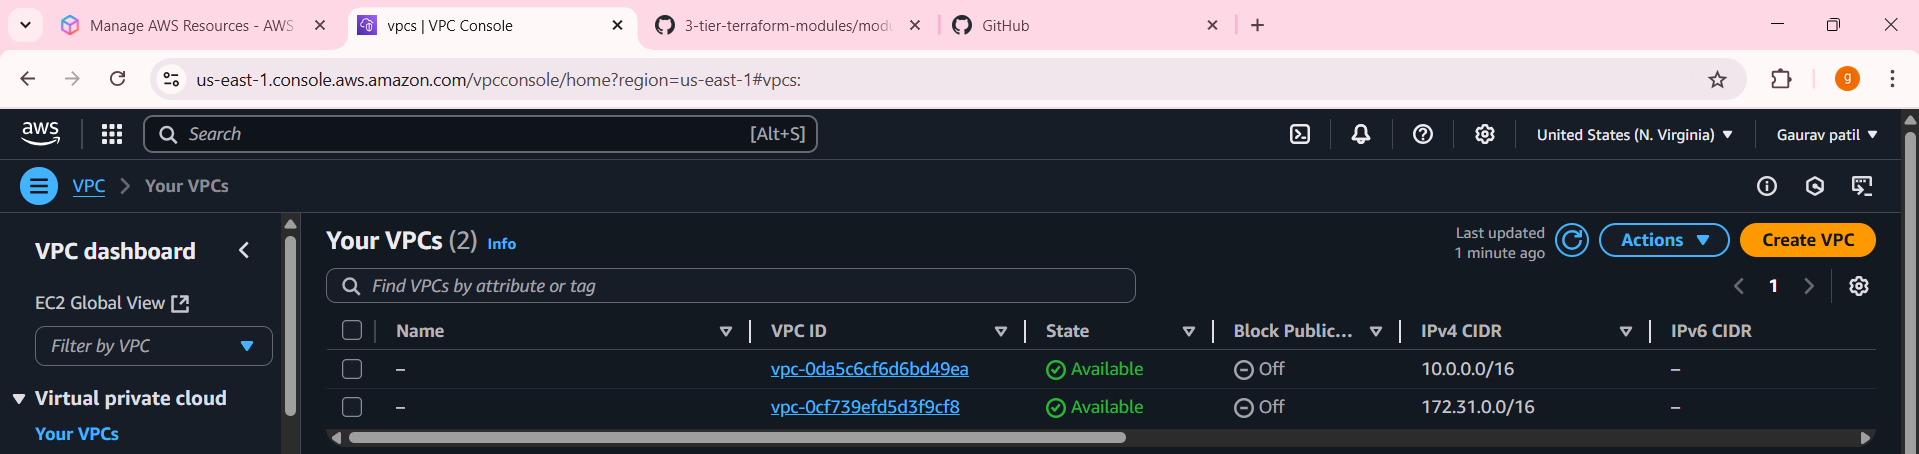 Manage AWS Resources - AWS
vpcs | VPC Console
3-tier-terraform-modules/modu
GitHub
us-east-1.console.aws.amazon.com/vpcconsole/home?region=us-east-1#vpcs:
g
aws
Search
[Alt+S]
United States (N. Virginia)
Gaurav patil
VPC
Your VPCs
VPC dashboard
EC2 Global View
Filter by VPC
Virtual private cloud
Your VPCs
Your VPCs (2) Info
Last updated
1 minute ago
Actions
Create VPC
Find VPCs by attribute or tag
1
Name VPC ID State Block Public... IPv4 CIDR IPv6 CIDR
– vpc-0da5c6cf6d6bd49ea Available Off 10.0.0.0/16 –
– vpc-0cf739efd5d3f9cf8 Available Off 172.31.0.0/16 –